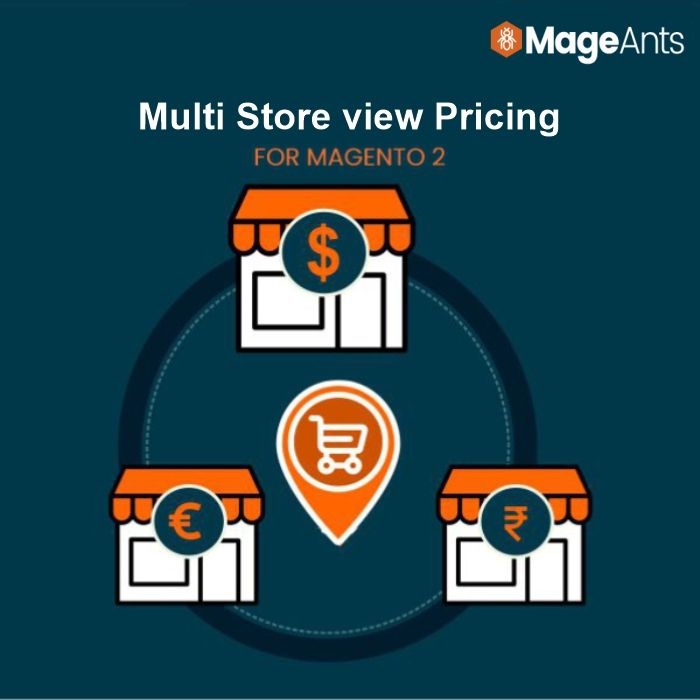 MageAnts
Multi Store view Pricing
FOR MAGENTO 2
$
€
₹